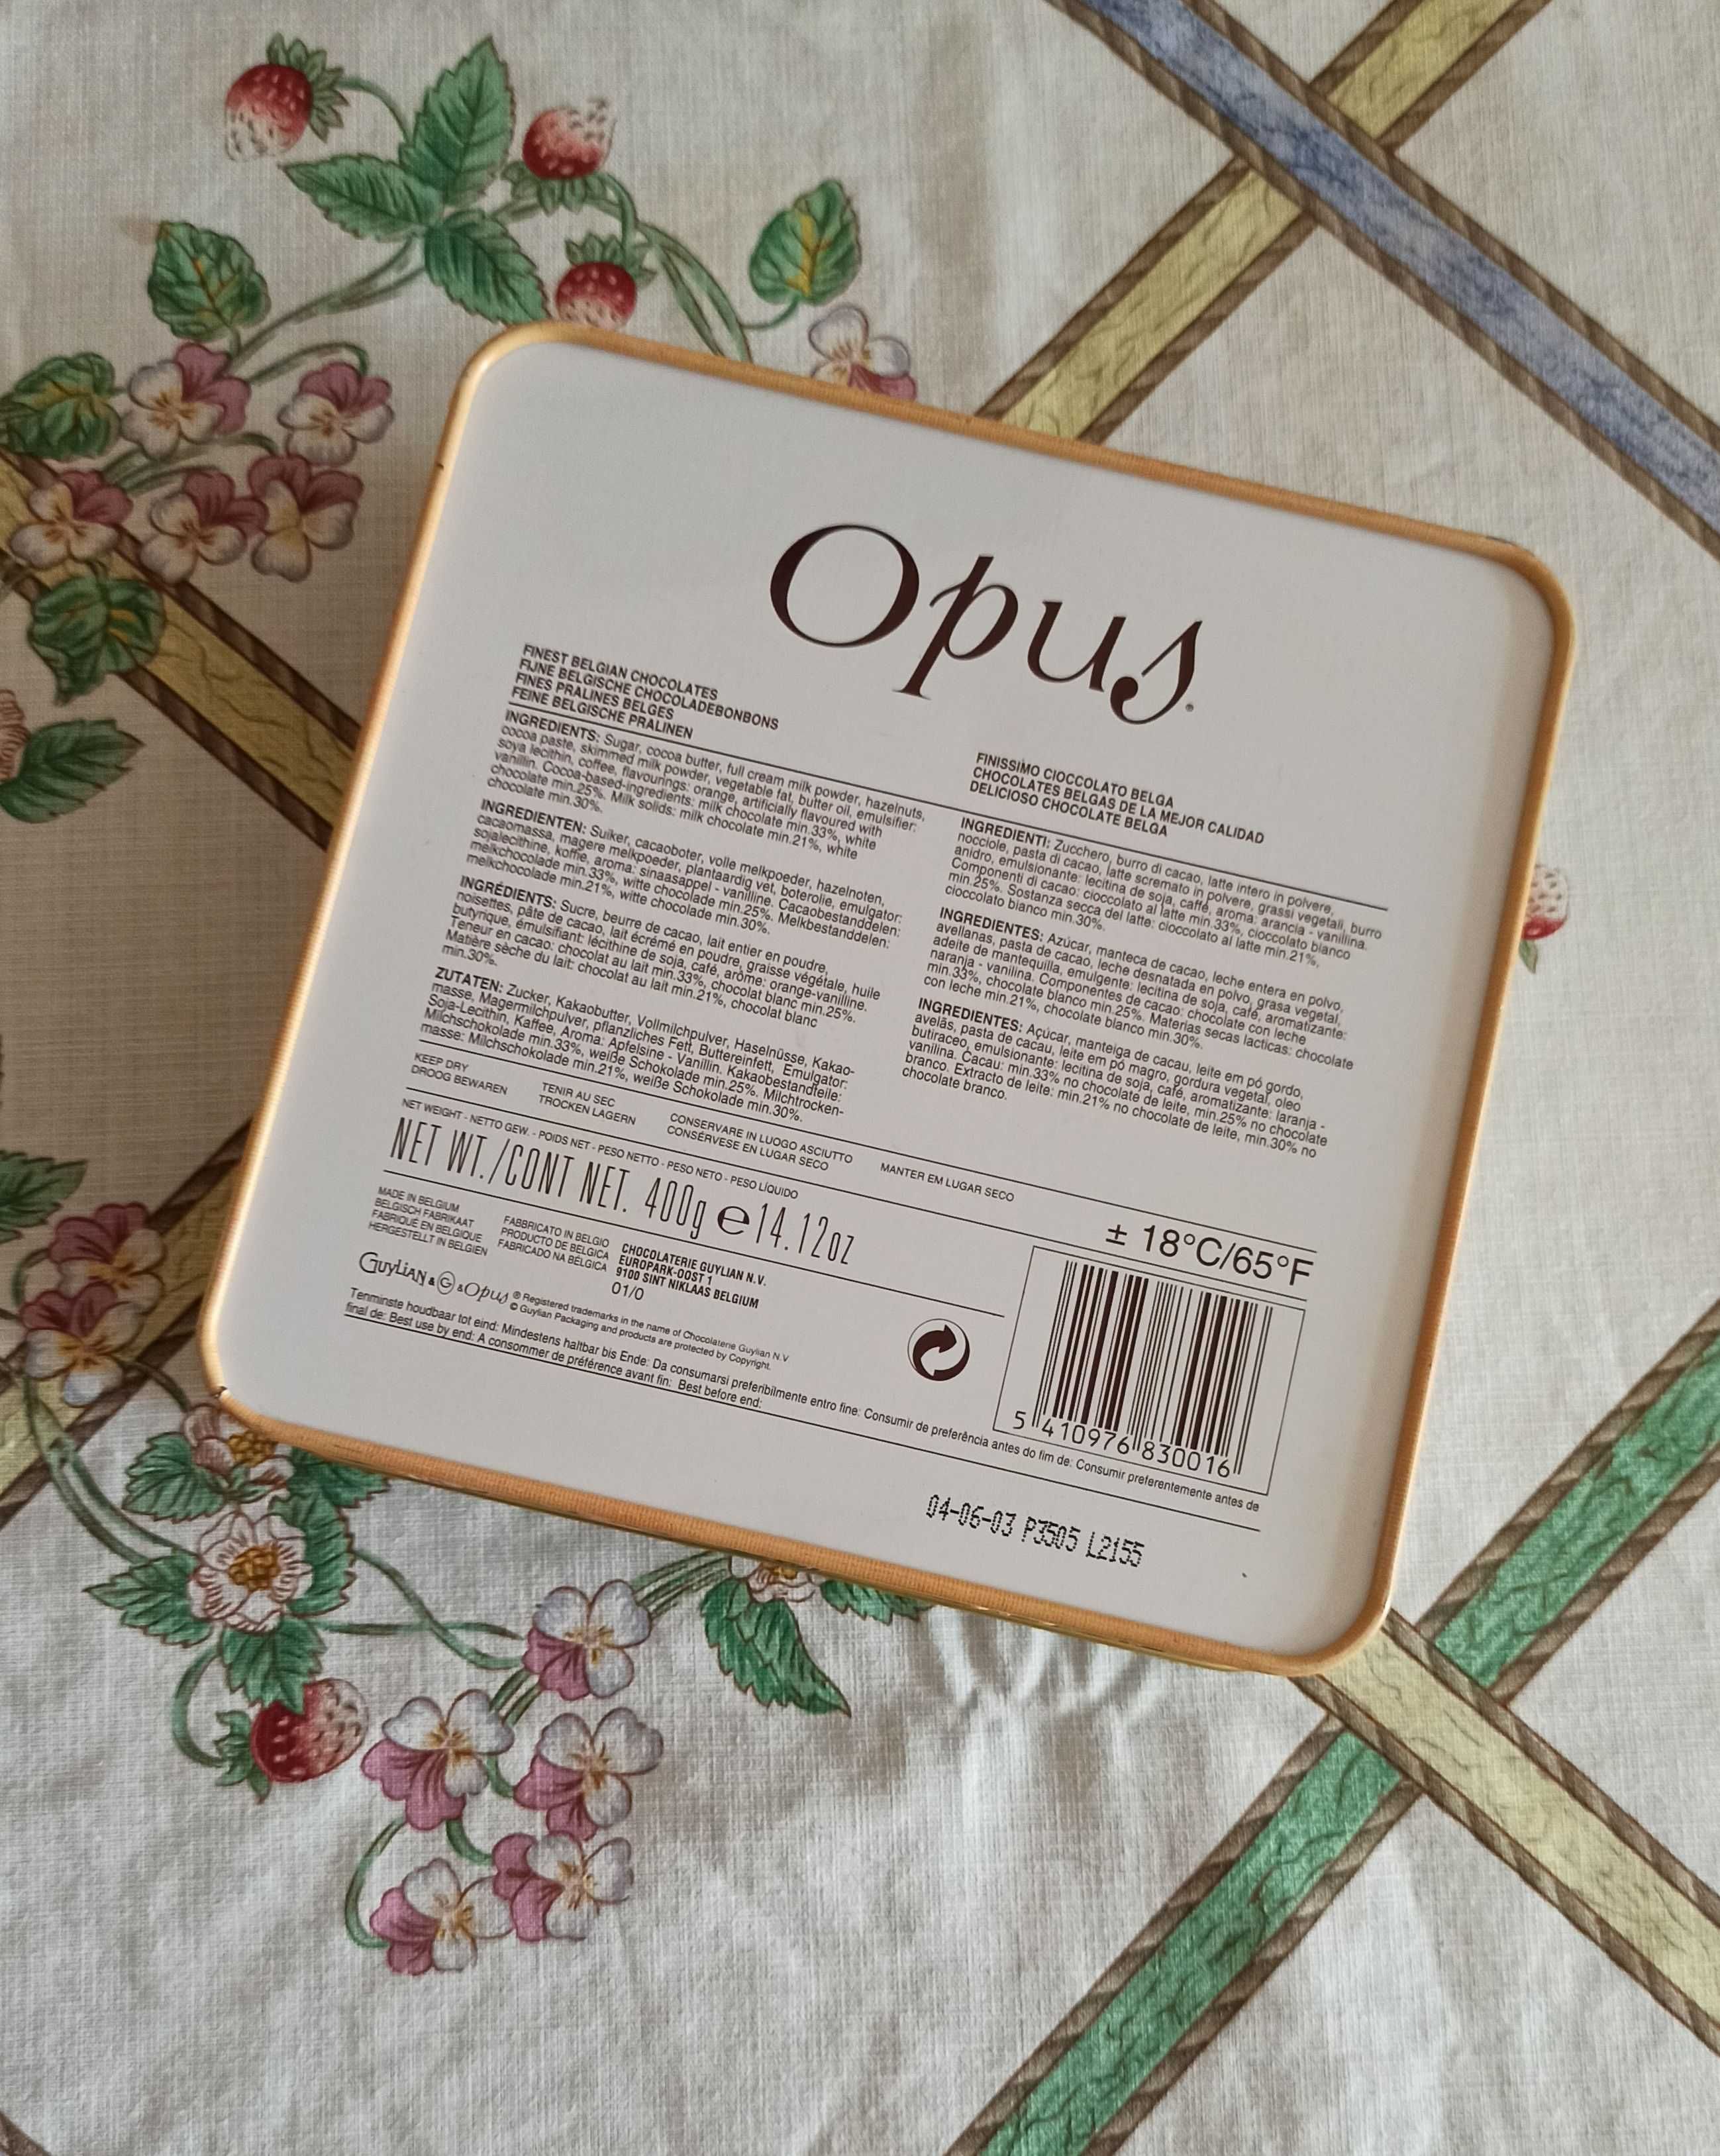 Opus®
FINEST BELGIAN CHOCOLATES
FIJNE BELGISCHE CHOCOLADEBONBONS
FINES PRALINES BELGES
FEINE BELGISCHE PRALINEN
INGREDIENTS: Sugar, cocoa butter, full cream milk powder, hazelnuts,
cocoa paste, skimmed milk powder, vegetable fat, butter oil, emulsifier:
soya lecithin, coffee, flavourings: orange, artificially flavoured with
vanillin. Cocoa-based-ingredients: milk chocolate min.33%, white
chocolate min.25%. Milk solids: milk chocolate min.21%, white
chocolate min.30%.
INGREDIENTEN: Suiker, cacaoboter, volle melkpoeder, hazelnoten,
cacaomassa, magere melkpoeder, plantaardig vet, boterolie, emulgator:
sojalecithine, koffie, aroma: sinaasappel - vanilline. Cacaobestanddelen:
melkchocolade min.33%, witte chocolade min.25%. Melkbestanddelen:
melkchocolade min.21%, witte chocolade min.30%.
INGRÉDIENTS: Sucre, beurre de cacao, lait entier en poudre,
noisettes, pâte de cacao, lait écrémé en poudre, graisse végétale, huile
butyrique, émulsifiant: lécithine de soja, café, arôme: orange-vanilline.
Teneur en cacao: chocolat au lait min.33%, chocolat blanc min.25%.
Matière sèche du lait: chocolat au lait min.21%, chocolat blanc
min.30%.
ZUTATEN: Zucker, Kakaobutter, Vollmilchpulver, Haselnüsse, Kakao-
masse, Magermilchpulver, pflanzliches Fett, Buttereinfett, Emulgator:
Soja-Lecithin, Kaffee, Aroma: Apfelsine - Vanillin. Kakaobestandteile:
Milchschokolade min.33%, weiße Schokolade min.25%. Milchtrocken-
masse: Milchschokolade min.21%, weiße Schokolade min.30%.
FINISSIMO CIOCCOLATO BELGA
CHOCOLATES BELGAS DE LA MEJOR CALIDAD
DELICIOSO CHOCOLATE BELGA
INGREDIENTI: Zucchero, burro di cacao, latte intero in polvere,
nocciole, pasta di cacao, latte scremato in polvere, grassi vegetali, burro
anidro, emulsionante: lecitina de soja, caffè, aroma: arancia - vanillina.
Componenti di cacao: cioccolato al latte min.33%, cioccolato bianco
min.25%. Sostanza secca del latte: cioccolato al latte min.21%,
cioccolato bianco min.30%.
INGREDIENTES: Azúcar, manteca de cacao, leche entera en polvo,
avellanas, pasta de cacao, leche desnatada en polvo, grasa vegetal,
adeite de mantequilla, emulgente: lecitina de soja, café, aromatizante:
naranja - vanilina. Componentes de cacao: chocolate con leche
min.33%, chocolate blanco min.25%. Materias secas lacticas: chocolate
con leche min.21%, chocolate blanco min.30%.
INGREDIENTES: Açúcar, manteiga de cacau, leite em pó gordo,
avelãs, pasta de cacau, leite em pó magro, gordura vegetal, oleo
butiraceo, emulsionante: lecitina de soja, café, aromatizante: laranja -
vanilina. Cacau: min.33% no chocolate de leite, min.25% no chocolate
branco. Extracto de leite: min.21% no chocolate de leite, min.30% no
chocolate branco.
KEEP DRY
DROOG BEWAREN
TENIR AU SEC
TROCKEN LAGERN
CONSERVARE IN LUOGO ASCIUTTO
CONSÉRVESE EN LUGAR SECO
MANTER EM LUGAR SECO
NET WEIGHT - NETTO GEW. - POIDS NET - PESO NETTO - PESO NETO - PESO LÍQUIDO
NET WT./CONT NET. 400g ℮ 14.12oz
± 18°C/65°F
MADE IN BELGIUM
BELGISCH FABRIKAAT
FABRIQUÉ EN BELGIQUE
HERGESTELLT IN BELGIEN
FABBRICATO IN BELGIO
PRODUCTO DE BELGICA
FABRICADO NA BÉLGICA
CHOCOLATERIE GUYLIAN N.V.
EUROPARK-OOST 1
9100 SINT NIKLAAS BELGIUM
01/0
GUYLIAN & G & Opus ® Registered trademarks in the name of Chocolaterie Guylian N.V
© Guylian Packaging and products are protected by Copyright.
Tenminste houdbaar tot eind: Mindestens haltbar bis Ende: Da consumarsi preferibilmente entro fine: Consumir de preferência antes do fim de: Consumir preferentemente antes de
final de: Best use by end: A consommer de préférence avant fin: Best before end:
5 410976 830016
04-06-03 P3505 L2155